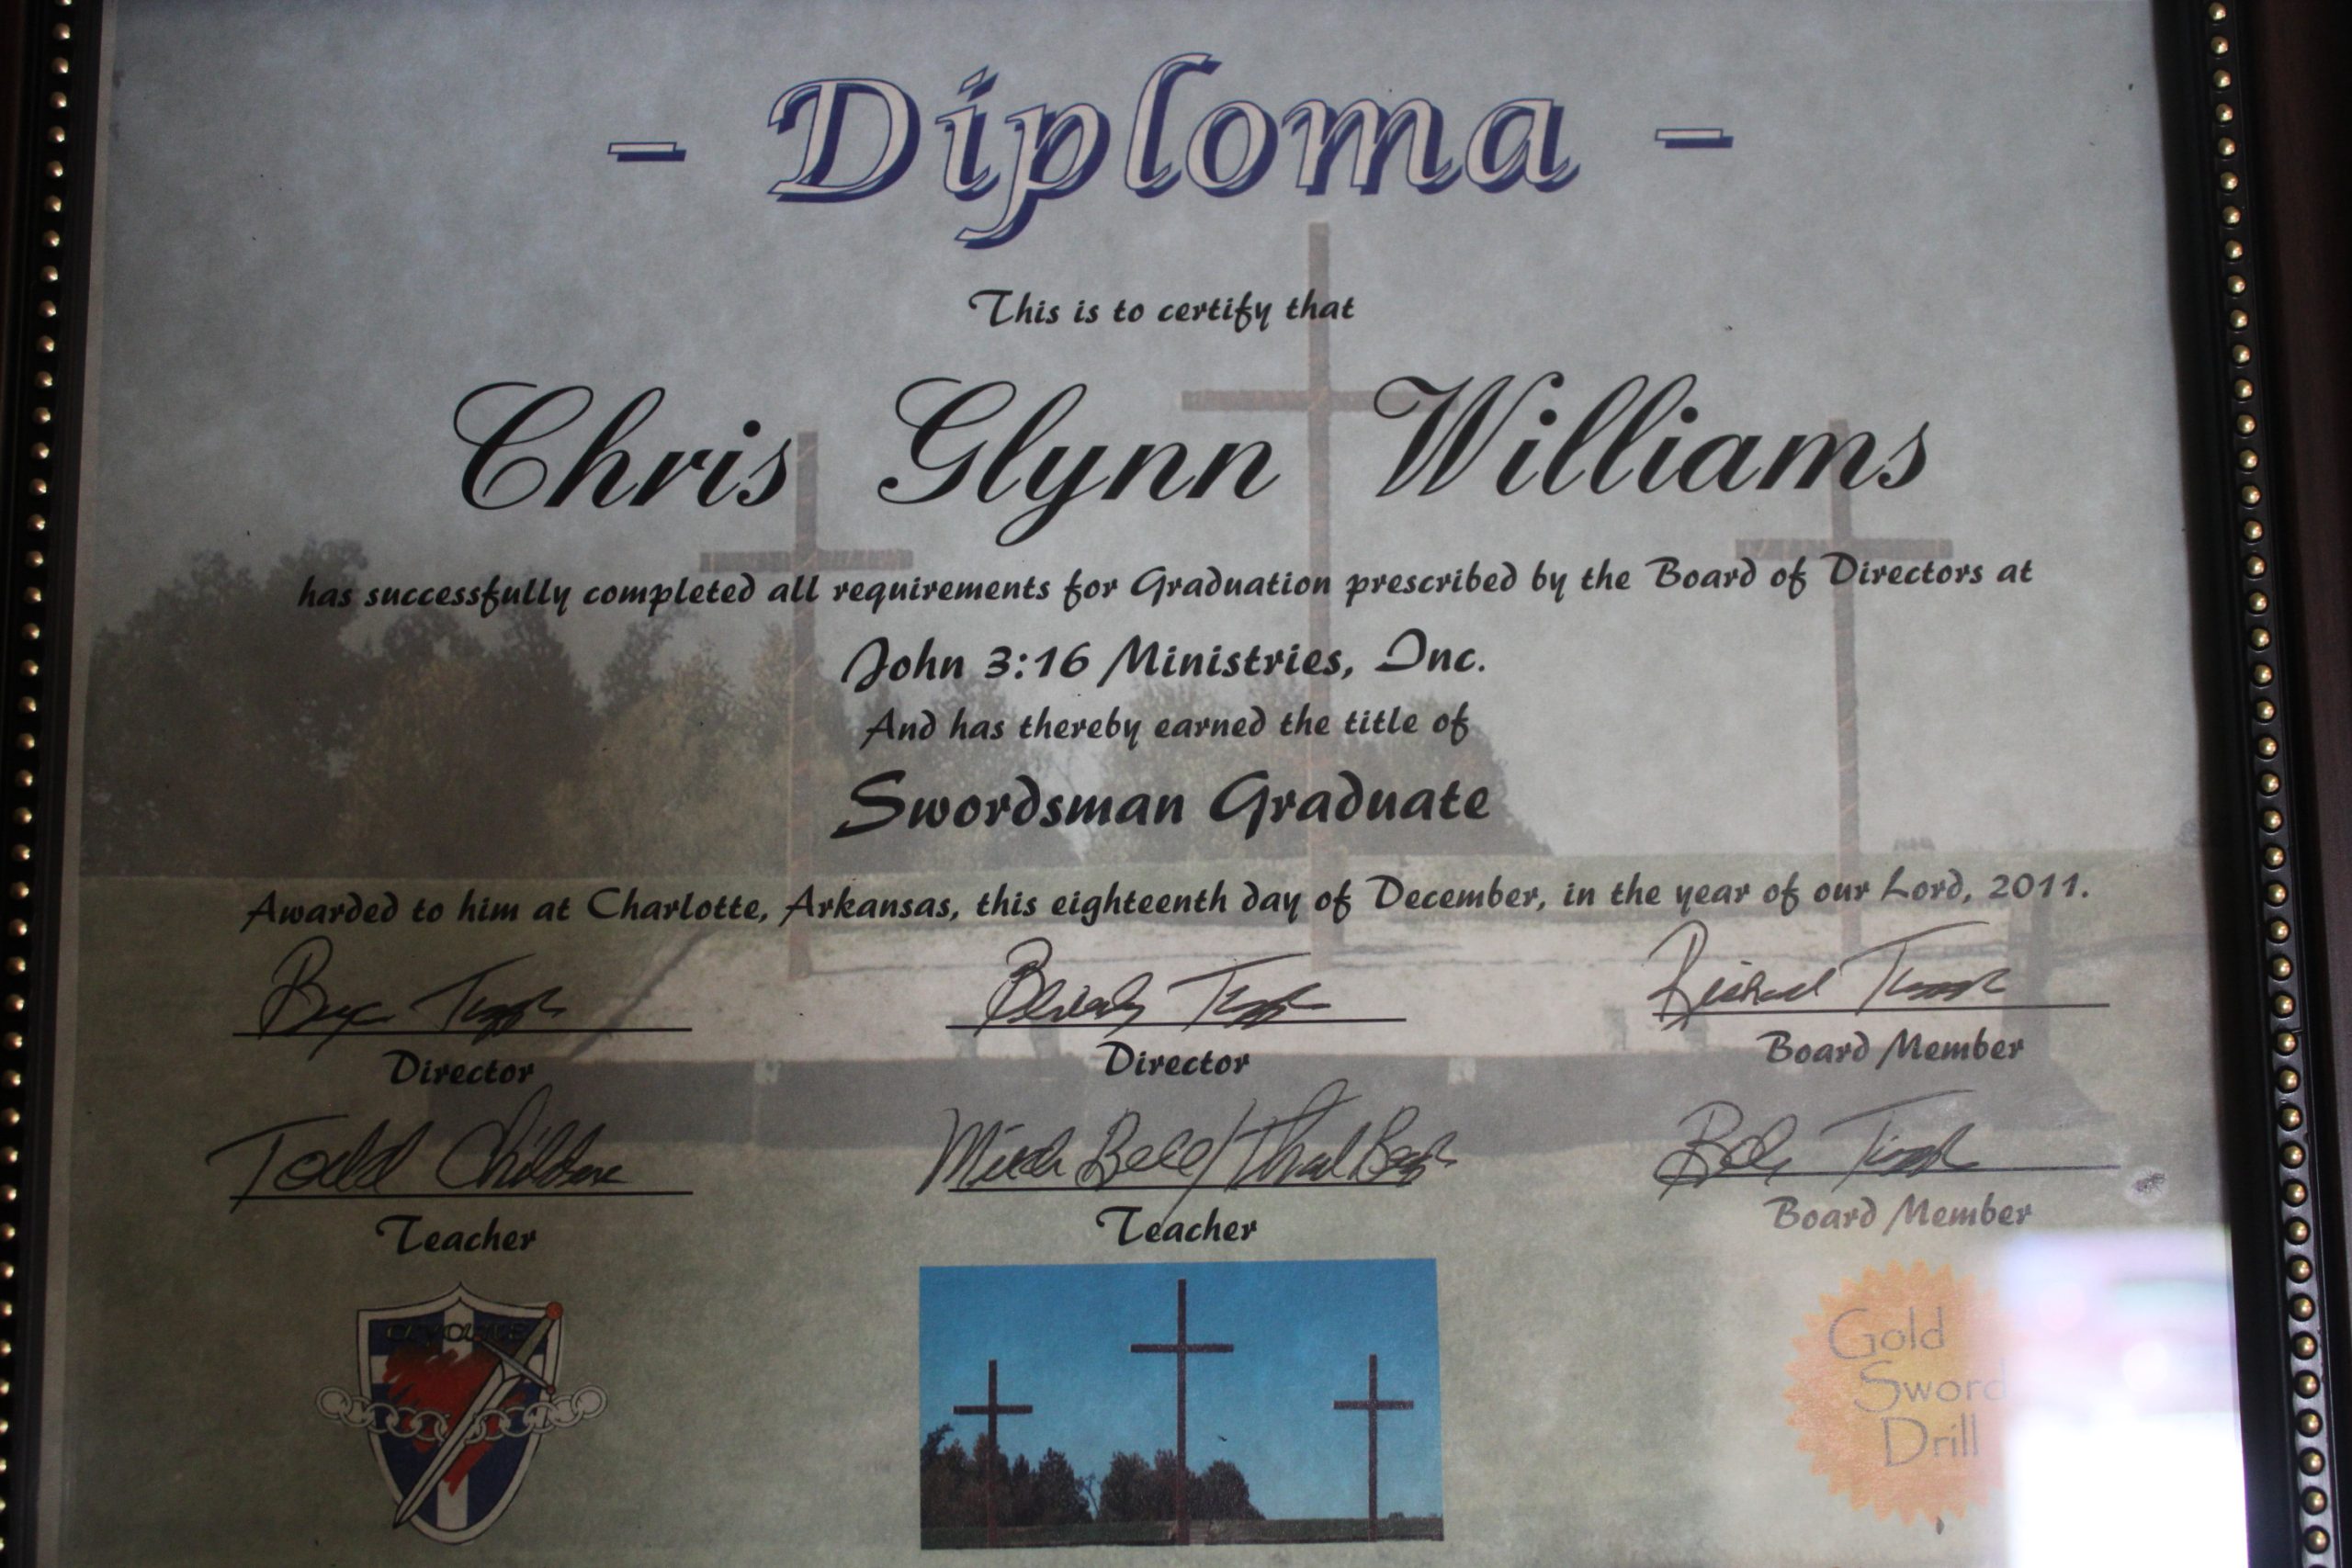 - Diploma -
This is to certify that
Chris Glynn Williams
has successfully completed all requirements for Graduation prescribed by the Board of Directors at
John 3:16 Ministries, Inc.
And has thereby earned the title of
Swordsman Graduate
Awarded to him at Charlotte, Arkansas, this eighteenth day of December, in the year of our Lord, 2011.
Beverly
Richard
Director
Director
Board Member
Todd
Teacher
Teacher
Board Member
Gold
Sword
Drill